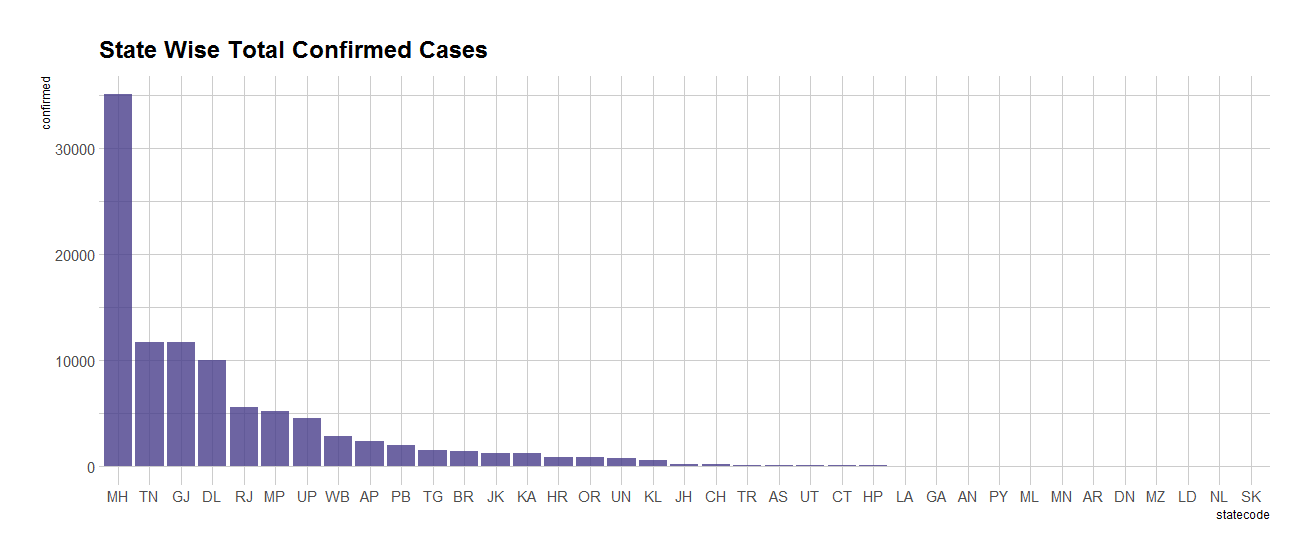 State Wise Total Confirmed Cases
confirmed
30000
20000
10000
0
MH TN GJ DL RJ MP UP WB AP PB TG BR JK KA HR OR UN KL JH CH TR AS UT CT HP LA GA AN PY ML MN AR DN MZ LD NL SK
statecode